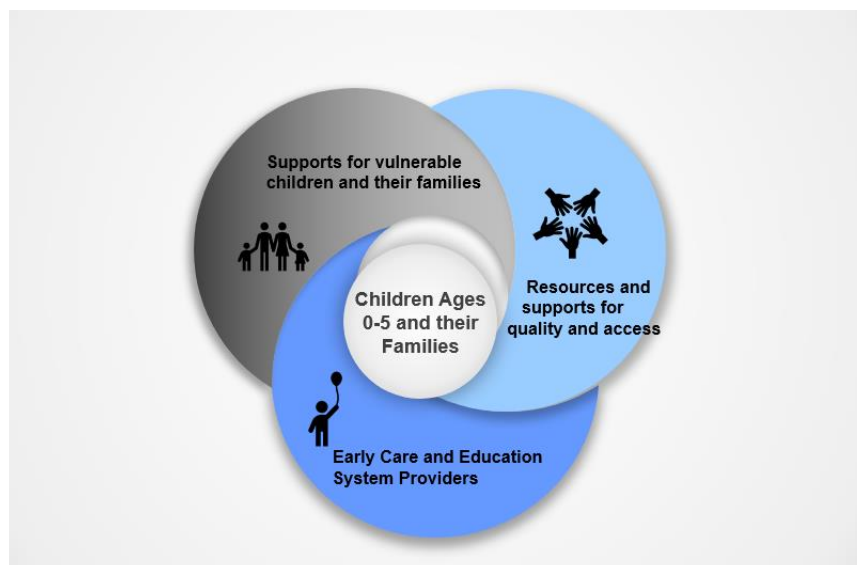 Supports for vulnerable
children and their families
Resources and
supports for
quality and access
Children Ages
0-5 and their
Families
Early Care and Education
System Providers